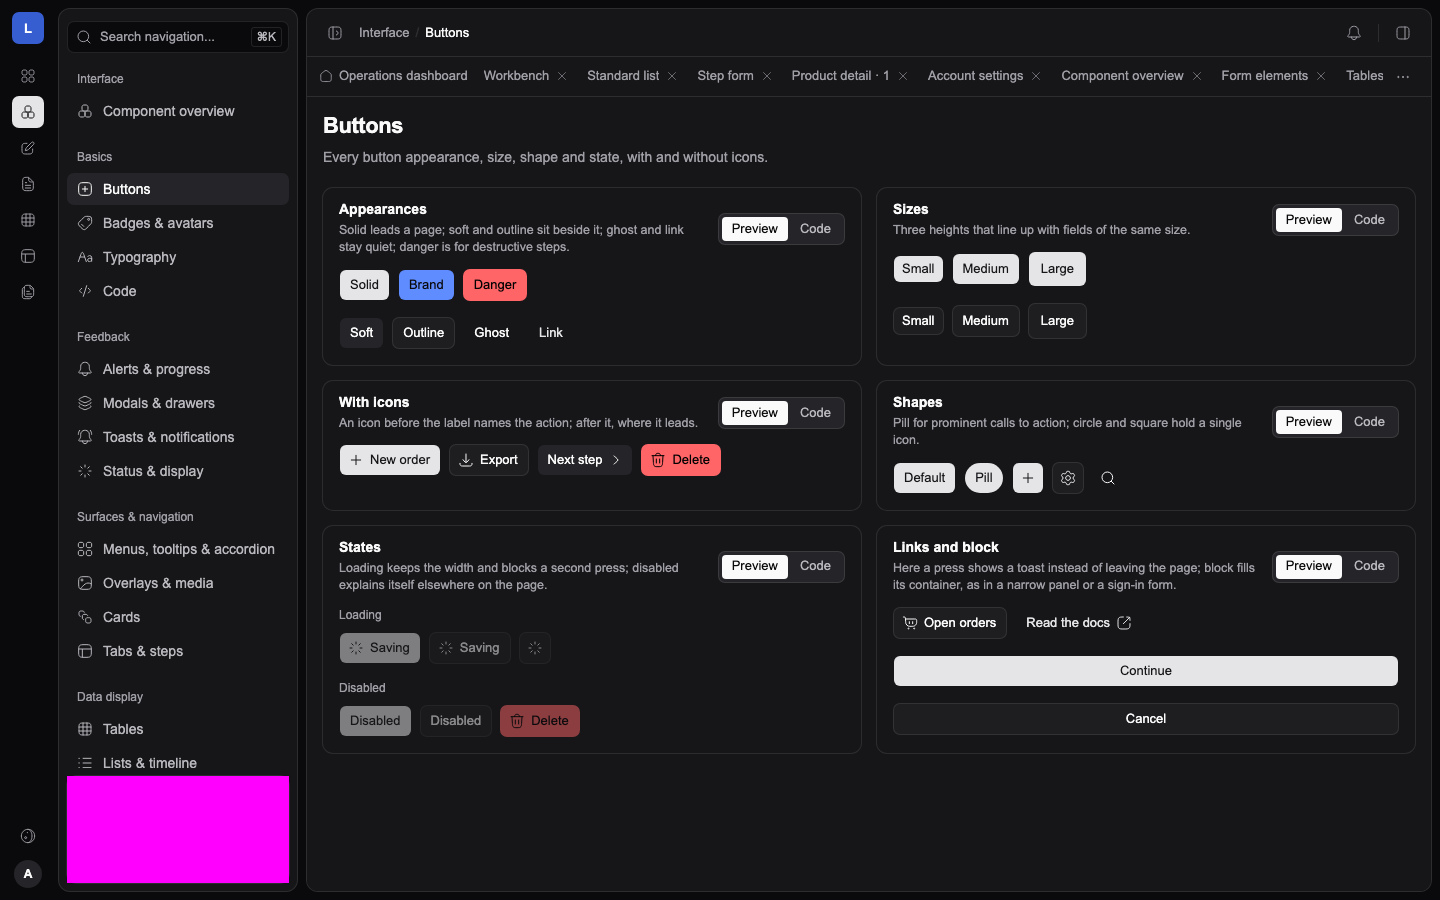 L
Search navigation...
⌘K
Interface
Component overview
Basics
Buttons
Badges & avatars
Aa Typography
Code
Feedback
Alerts & progress
Modals & drawers
Toasts & notifications
Status & display
Surfaces & navigation
Menus, tooltips & accordion
Overlays & media
Cards
Tabs & steps
Data display
Tables
Lists & timeline
A
Interface / Buttons
Operations dashboard
Workbench
Standard list
Step form
Product detail · 1
Account settings
Component overview
Form elements
Tables
Buttons
Every button appearance, size, shape and state, with and without icons.
Appearances
Solid leads a page; soft and outline sit beside it; ghost and link
stay quiet; danger is for destructive steps.
Preview
Code
Solid
Brand
Danger
Soft
Outline
Ghost
Link
Sizes
Three heights that line up with fields of the same size.
Preview
Code
Small
Medium
Large
Small
Medium
Large
With icons
An icon before the label names the action; after it, where it leads.
Preview
Code
New order
Export
Next step
Delete
Shapes
Pill for prominent calls to action; circle and square hold a single
icon.
Preview
Code
Default
Pill
States
Loading keeps the width and blocks a second press; disabled
explains itself elsewhere on the page.
Preview
Code
Loading
Saving
Saving
Disabled
Disabled
Disabled
Delete
Links and block
Here a press shows a toast instead of leaving the page; block fills
its container, as in a narrow panel or a sign-in form.
Preview
Code
Open orders
Read the docs
Continue
Cancel